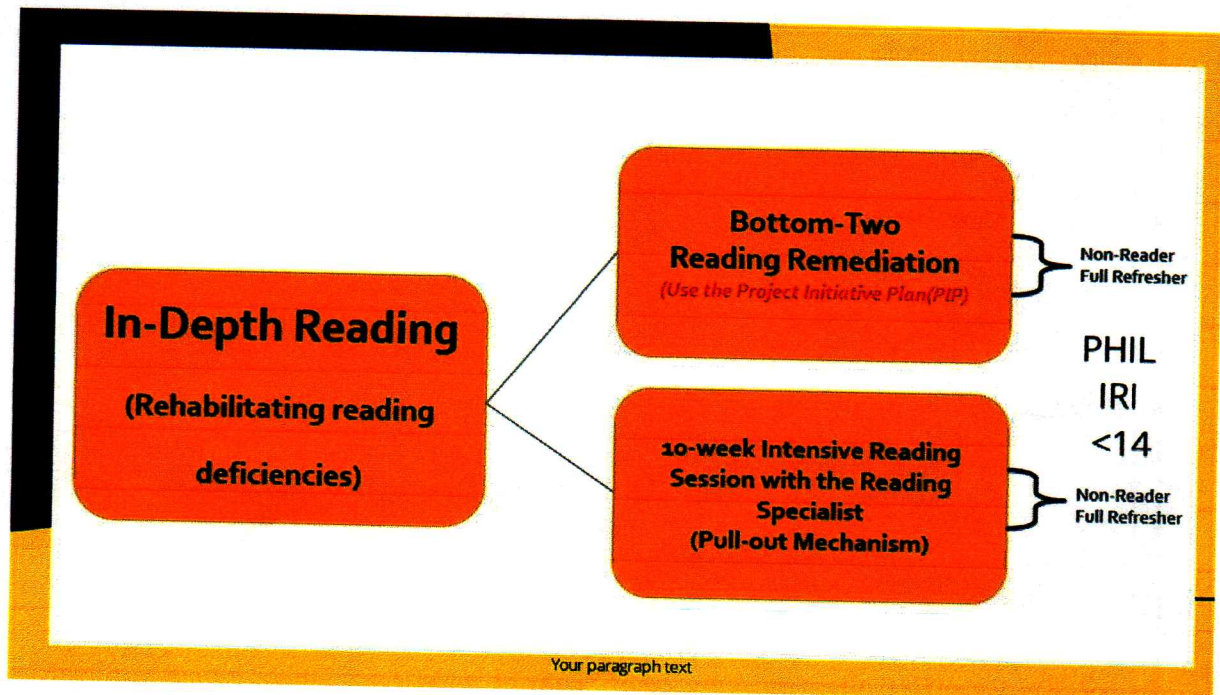 In-Depth Reading
(Rehabilitating reading
deficiencies)
Bottom-Two
Reading Remediation
(Use the Project Initiative Plan(PIP)
Non-Reader
Full Refresher
PHIL
IRI
<14
10-week Intensive Reading
Session with the Reading
Specialist
(Pull-out Mechanism)
Non-Reader
Full Refresher
Your paragraph text